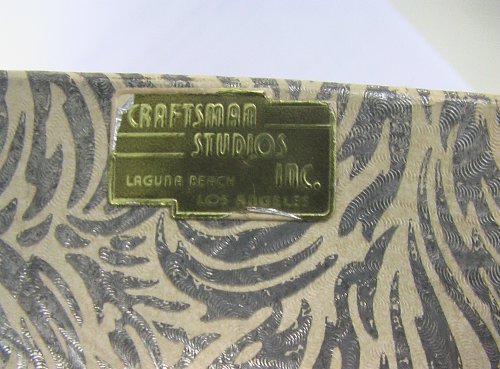 CRAFTSMAN
STUDIOS
INC.
LAGUNA BEACH
LOS ANGELES